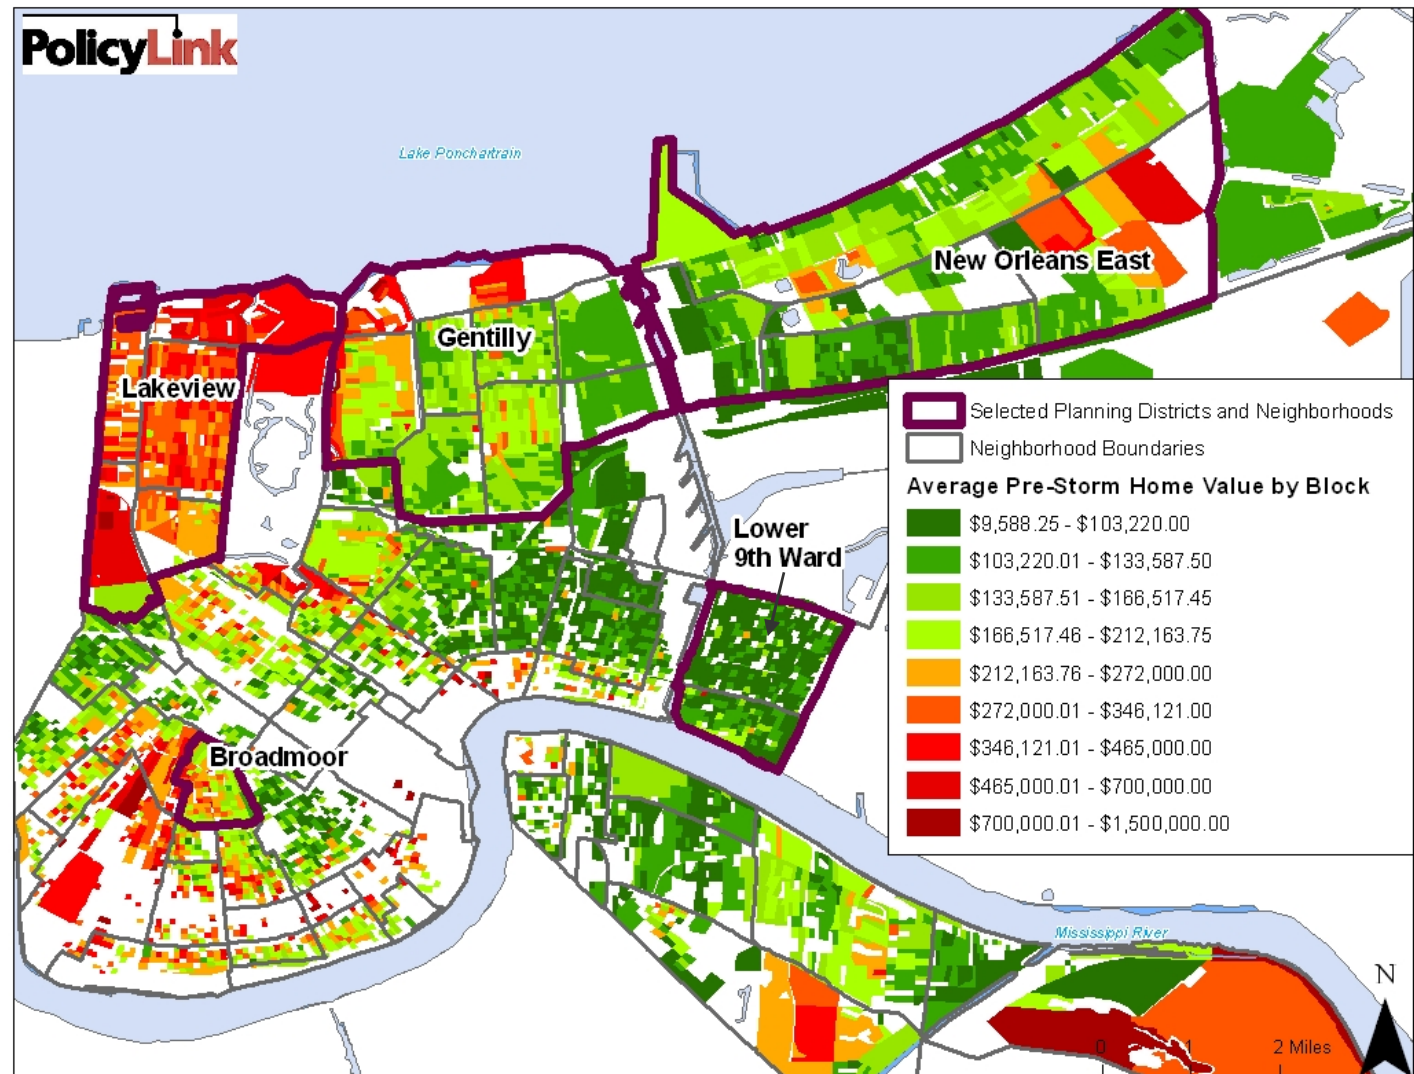 PolicyLink
Lake Ponchartrain
New Orleans East
Gentilly
Lakeview
Selected Planning Districts and Neighborhoods
Neighborhood Boundaries
Average Pre-Storm Home Value by Block
$9,588.25 - $103,220.00
$103,220.01 - $133,587.50
$133,587.51 - $166,517.45
$166,517.46 - $212,163.75
$212,163.76 - $272,000.00
$272,000.01 - $346,121.00
$346,121.01 - $465,000.00
$465,000.01 - $700,000.00
$700,000.01 - $1,500,000.00
Lower
9th Ward
Broadmoor
Mississippi River
N
0 1 2 Miles